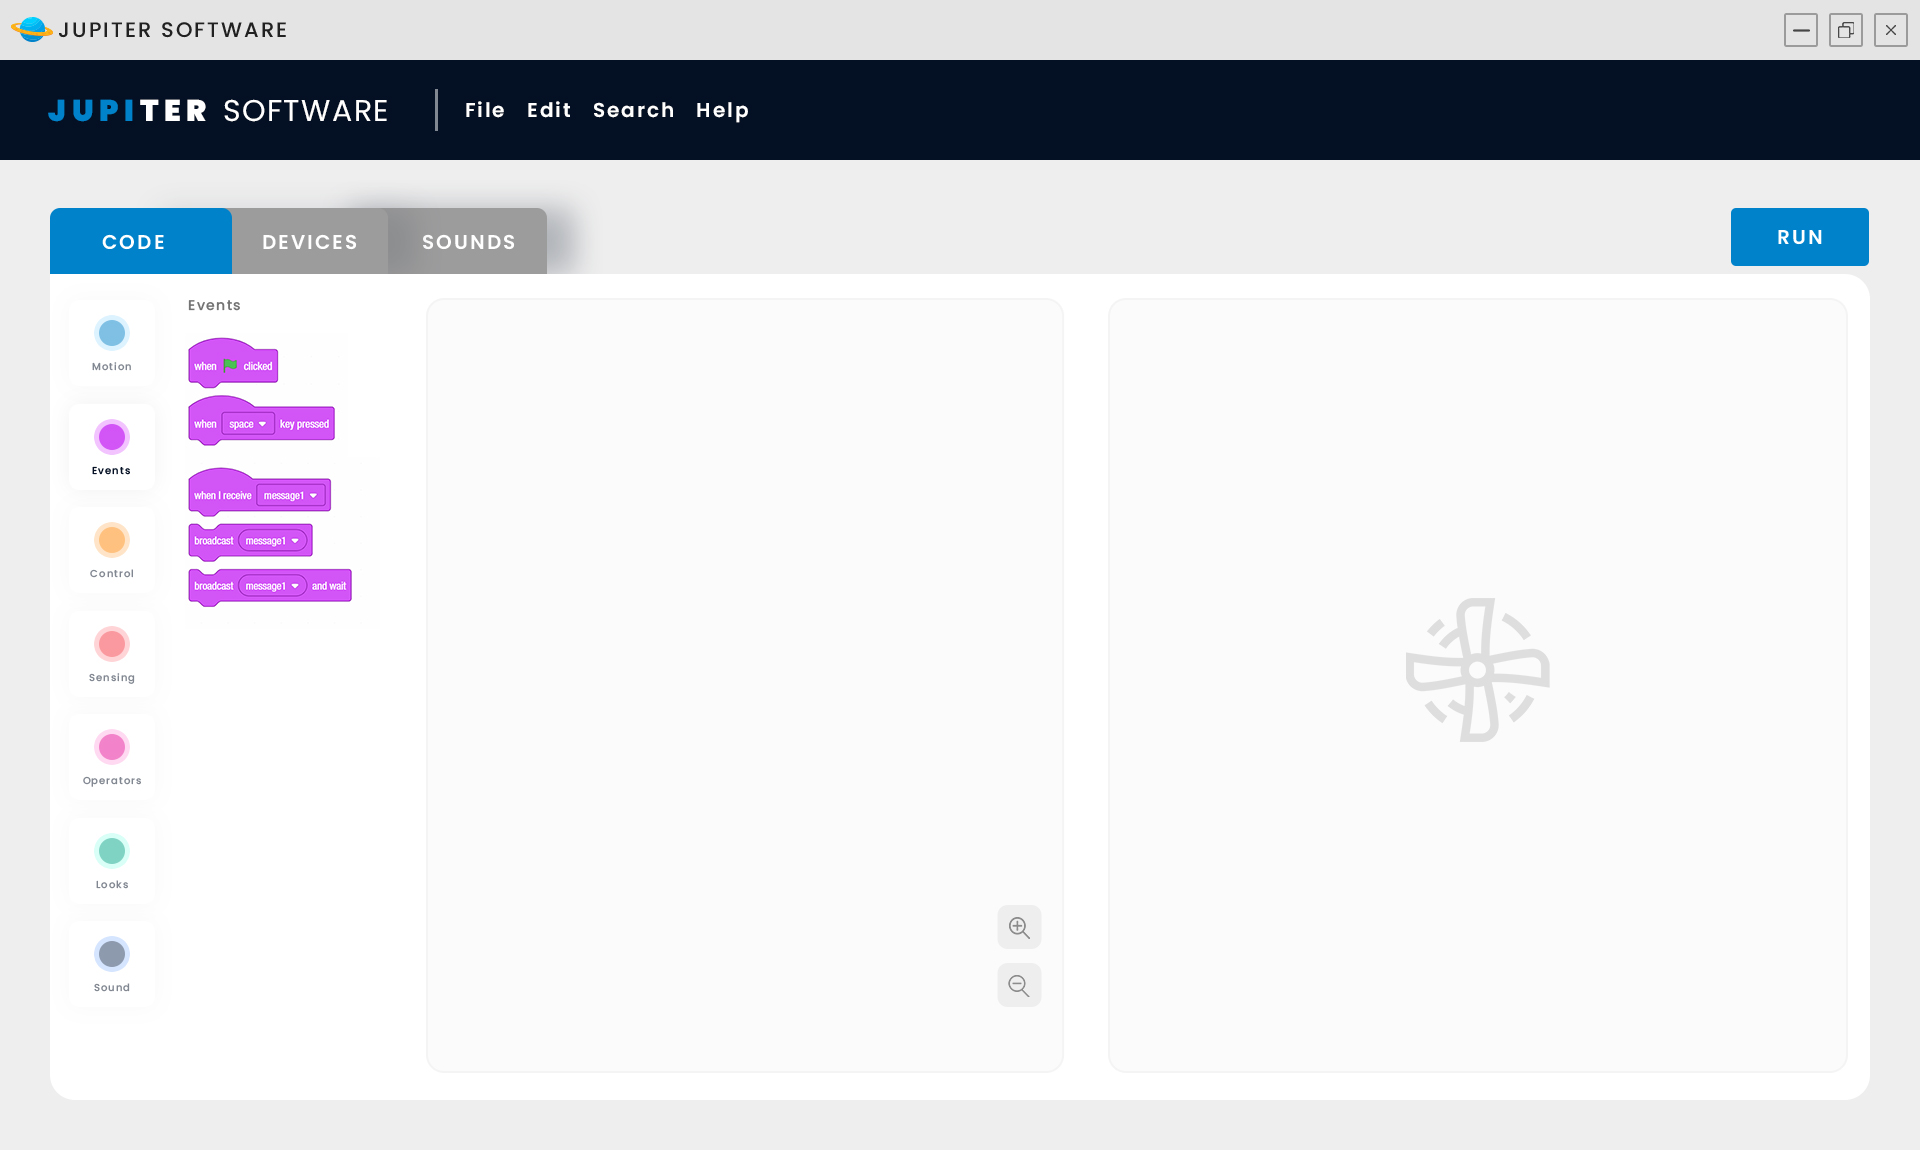 JUPITER SOFTWARE
JUPITER SOFTWARE
File Edit Search Help
CODE
DEVICES
SOUNDS
RUN
Motion
Events
Control
Sensing
Operators
Looks
Sound
Events
when clicked
when space key pressed
when I receive message1
broadcast message1
broadcast message1 and wait